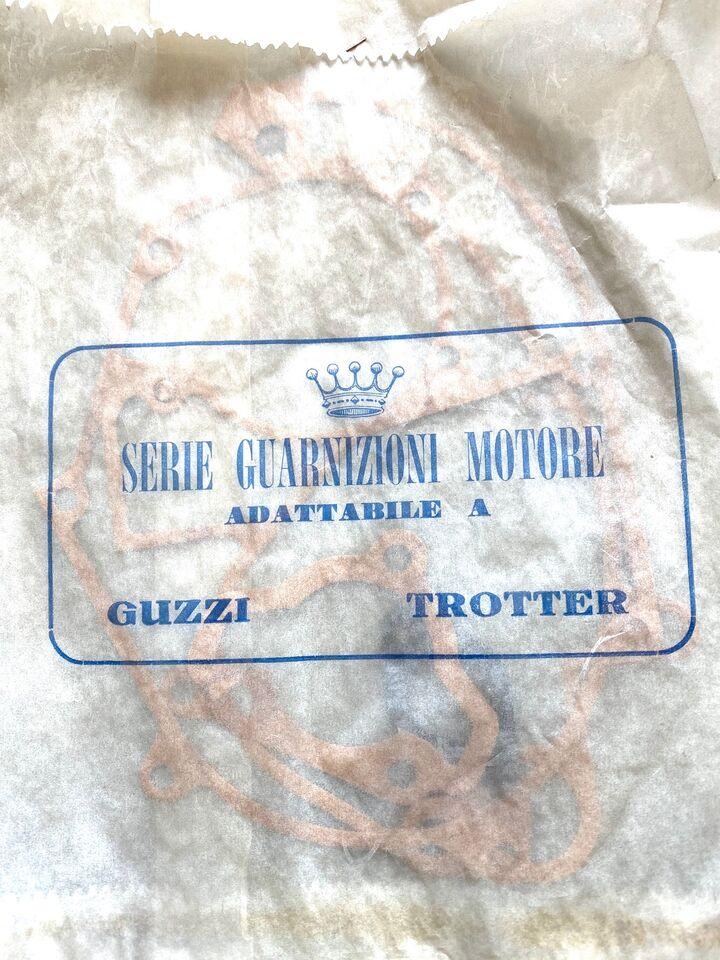 SERIE GUARNIZIONI MOTORE
ADATTABILE A
GUZZI TROTTER